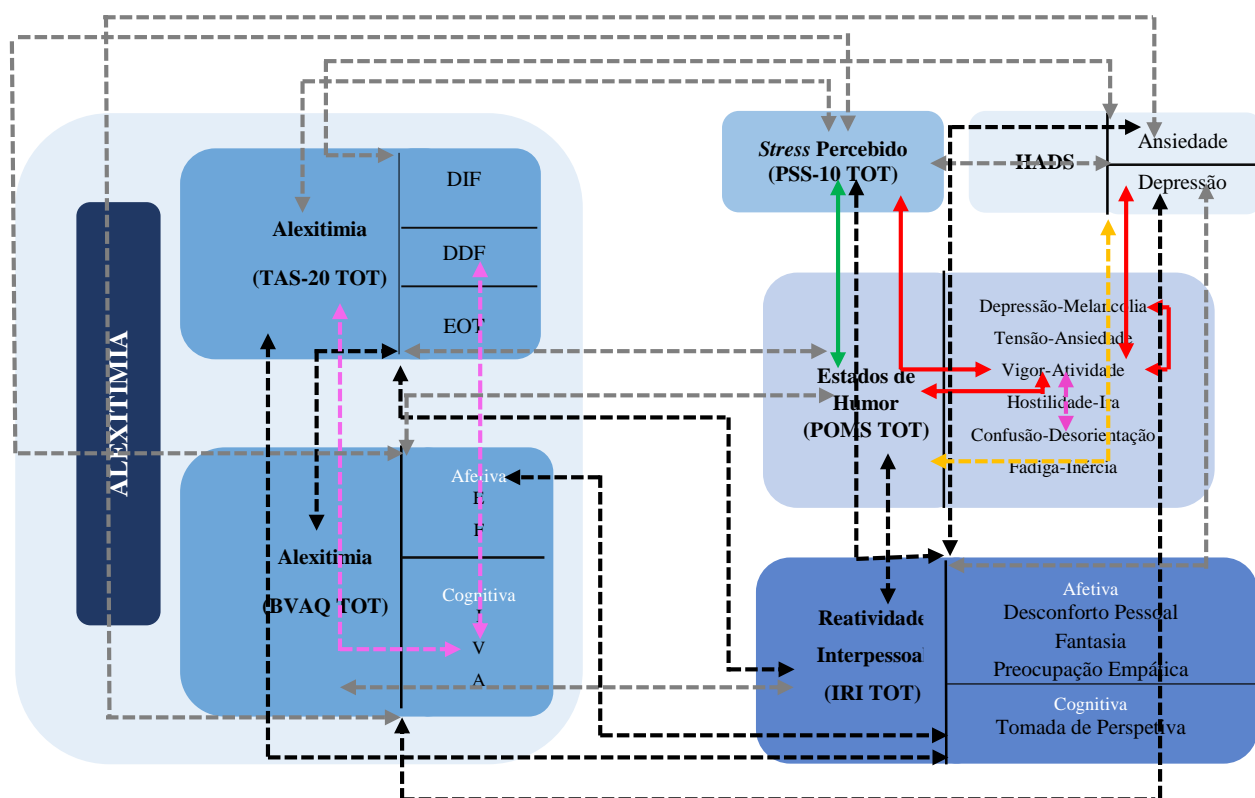 ALEXITIMIA
Alexitimia
(TAS-20 TOT)
DIF
DDF
EOT
Alexitimia
(BVAQ TOT)
Afetiva
E
F
Cognitiva
I
V
A
Stress Percebido
(PSS-10 TOT)
HADS
Ansiedade
Depressão
Estados de
Humor
(POMS TOT)
Depressão-Melancolia
Tensão-Ansiedade
Vigor-Atividade
Hostilidade-Ira
Confusão-Desorientação
Fadiga-Inércia
Reatividade
Interpessoal
(IRI TOT)
Afetiva
Desconforto Pessoal
Fantasia
Preocupação Empática
Cognitiva
Tomada de Perspetiva